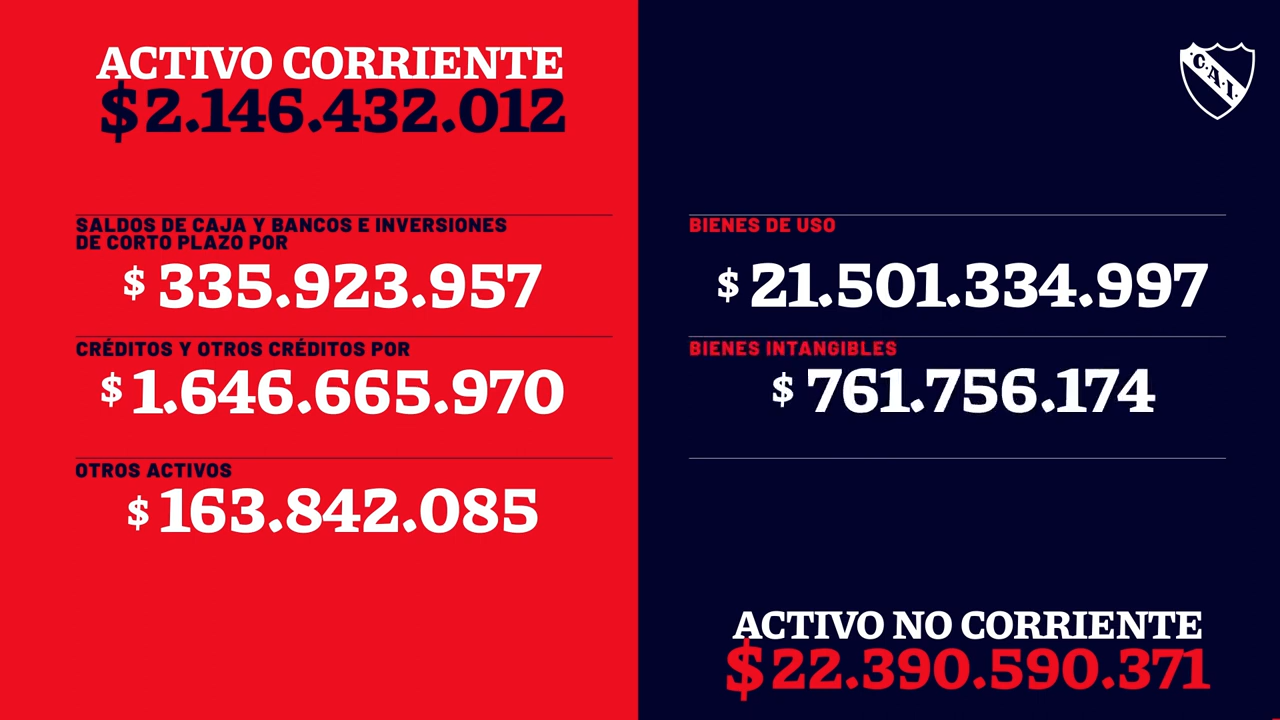 ACTIVO CORRIENTE
$2.146.432.012
SALDOS DE CAJA Y BANCOS E INVERSIONES
DE CORTO PLAZO POR
$ 335.923.957
CRÉDITOS Y OTROS CRÉDITOS POR
$ 1.646.665.970
OTROS ACTIVOS
$ 163.842.085
C.A.I.
BIENES DE USO
$ 21.501.334.997
BIENES INTANGIBLES
$ 761.756.174
ACTIVO NO CORRIENTE
$22.390.590.371